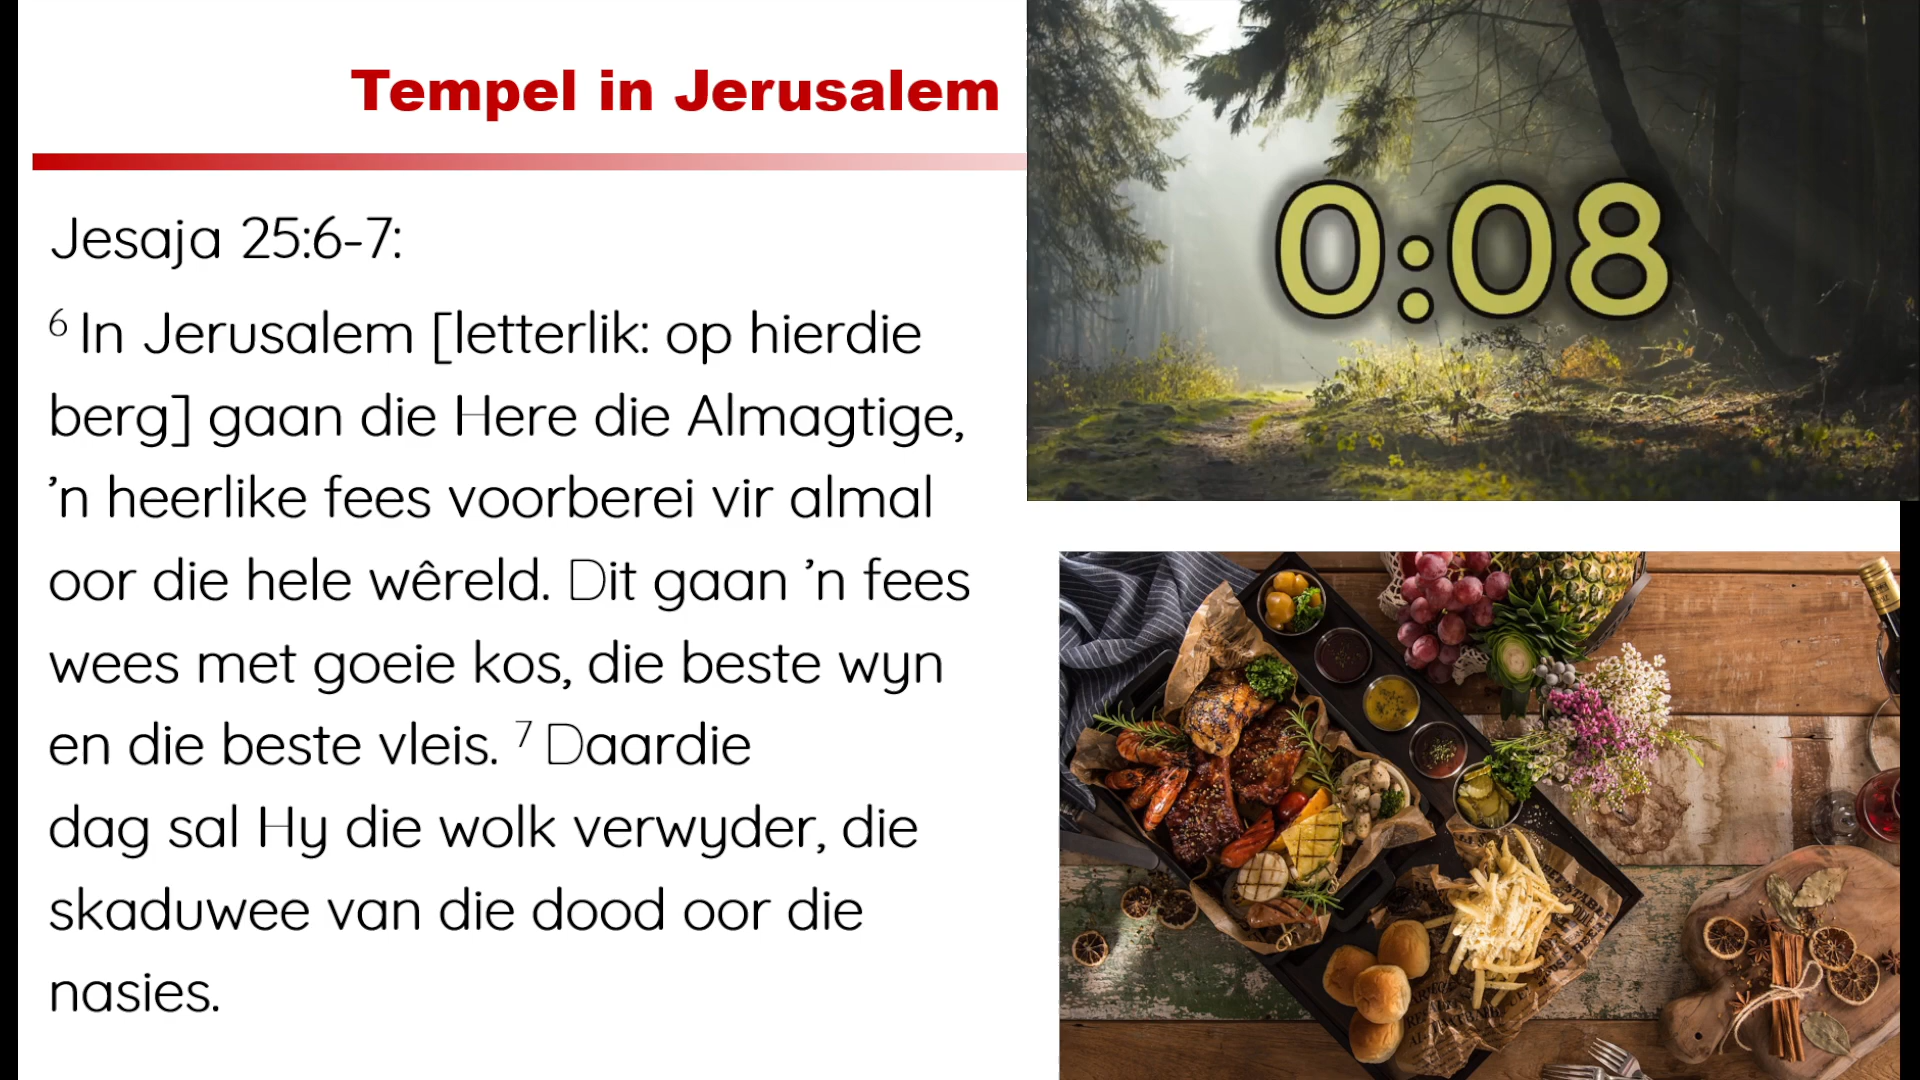 Tempel in Jerusalem
0:08
Jesaja 25:6-7:
6 In Jerusalem [letterlik: op hierdie
berg] gaan die Here die Almagtige,
’n heerlike fees voorberei vir almal
oor die hele wêreld. Dit gaan ’n fees
wees met goeie kos, die beste wyn
en die beste vleis. 7 Daardie
dag sal Hy die wolk verwyder, die
skaduwee van die dood oor die
nasies.